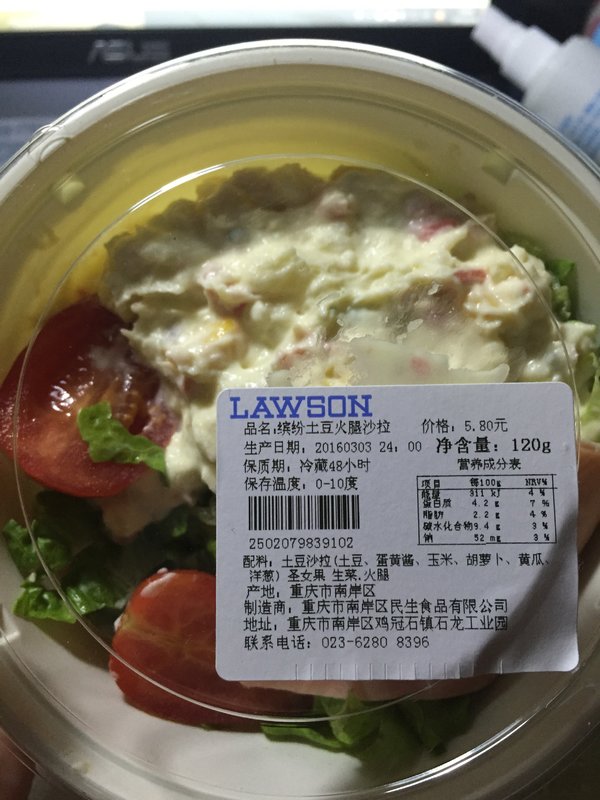 ASUS
LAWSON
品名:缤纷土豆火腿沙拉 价格：5.80元
生产日期：20160303 24：00 净含量：120g
保质期：冷藏48小时
保存温度：0-10度
营养成分表
项目 每100g NRV%
能量 311 kJ 4 %
蛋白质 4.2 g 7 %
脂肪 2.2 g 4 %
碳水化合物 9.4 g 3 %
钠 52 mg 3 %
2502079839102
配料：土豆沙拉(土豆、蛋黄酱、玉米、胡萝卜、黄瓜、
洋葱) 圣女果 生菜.火腿
产地：重庆市南岸区
制造商：重庆市南岸区民生食品有限公司
地址：重庆市南岸区鸡冠石镇石龙工业园
联系电话：023-6280 8396